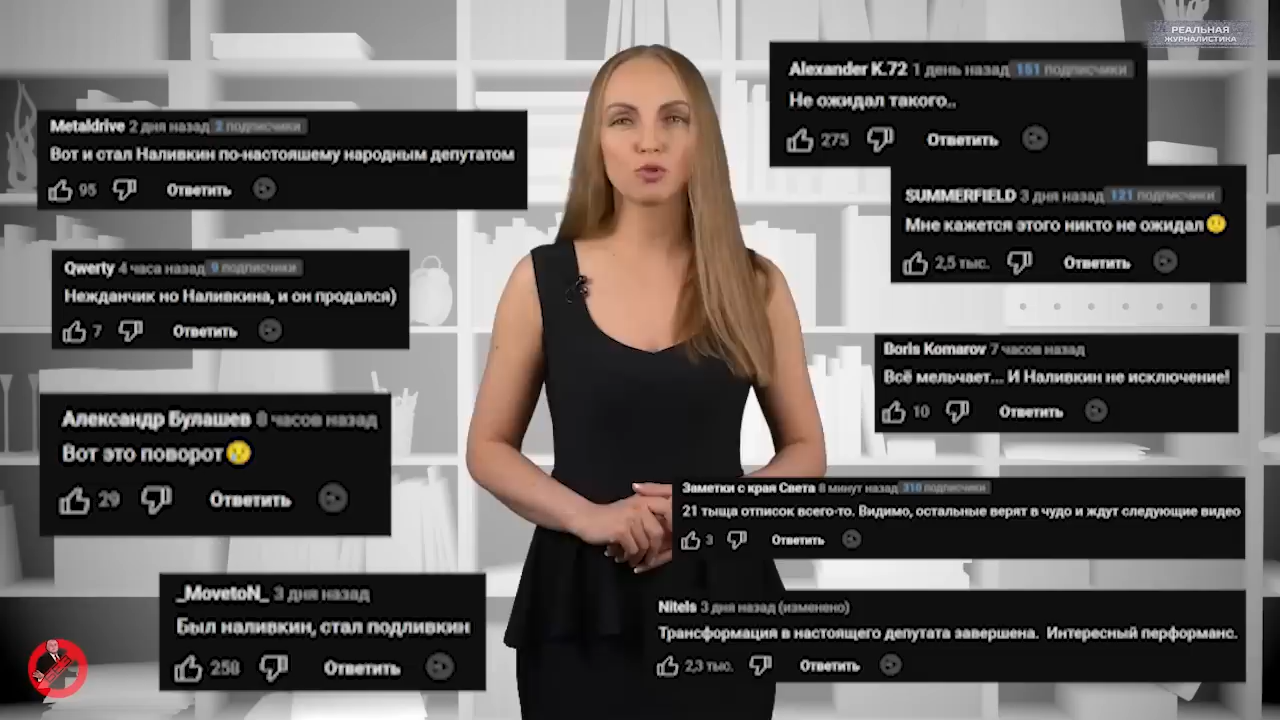 РЕАЛЬНАЯ
ЖУРНАЛИСТИКА
Metaldrive 2 дня назад 2 подписчики
Вот и стал Наливкин по-настояшему народным депутатом
95 Ответить
Qwerty 4 часа назад 9 подписчики
Нежданчик но Наливкина, и он продался)
7 Ответить
Александр Булашев 8 часов назад
Вот это поворот😢
29 Ответить
_MovetoN_ 3 дня назад
Был наливкин, стал подливкин
258 Ответить
Alexander K.72 1 день назад 151 подписчики
Не ожидал такого..
275 Ответить
SUMMERFIELD 3 дня назад 121 подписчики
Мне кажется этого никто не ожидал😕
2,5 тыс. Ответить
Boris Komarov 7 часов назад
Всё мельчает... И Наливкин не исключение!
10 Ответить
Заметки с края Света 8 минут назад 310 подписчики
21 тыща отписок всего-то. Видимо, остальные верят в чудо и ждут следующие видео
3 Ответить
Nitels 3 дня назад (изменено)
Трансформация в настоящего депутата завершена. Интересный перформанс.
2,3 тыс. Ответить